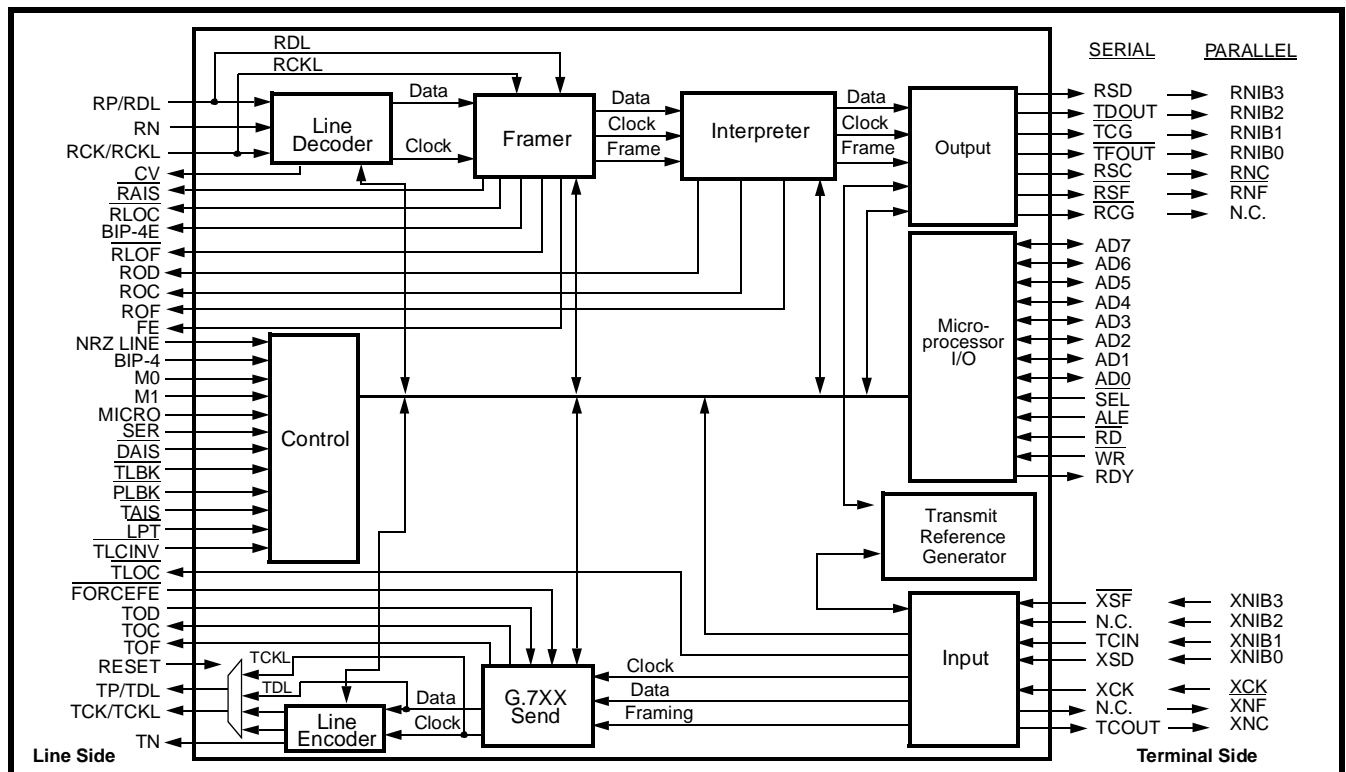 SERIAL PARALLEL
RDL
RCKL
RP/RDL
RN
RCK/RCKL
CV
RAIS
RLOC
BIP-4E
RLOF
ROD
ROC
ROF
FE
NRZ LINE
BIP-4
M0
M1
MICRO
SER
DAIS
TLBK
PLBK
TAIS
LPT
TLCINV
TLOC
FORCEFE
TOD
TOC
TOF
RESET
TP/TDL
TCK/TCKL
TN
Line Side
Line
Decoder
Data
Clock
Framer
Data
Clock
Frame
Interpreter
Data
Clock
Frame
Output
RSD RNIB3
TDOUT RNIB2
TCG RNIB1
TFOUT RNIB0
RSC RNC
RSF RNF
RCG N.C.
Micro-
processor
I/O
AD7
AD6
AD5
AD4
AD3
AD2
AD1
AD0
SEL
ALE
RD
WR
RDY
Control
Transmit
Reference
Generator
Input
XSF XNIB3
N.C. XNIB2
TCIN XNIB1
XSD XNIB0
XCK XCK
N.C. XNF
TCOUT XNC
Clock
Data
Framing
G.7XX
Send
Data
Clock
Line
Encoder
TCKL
TDL
Terminal Side